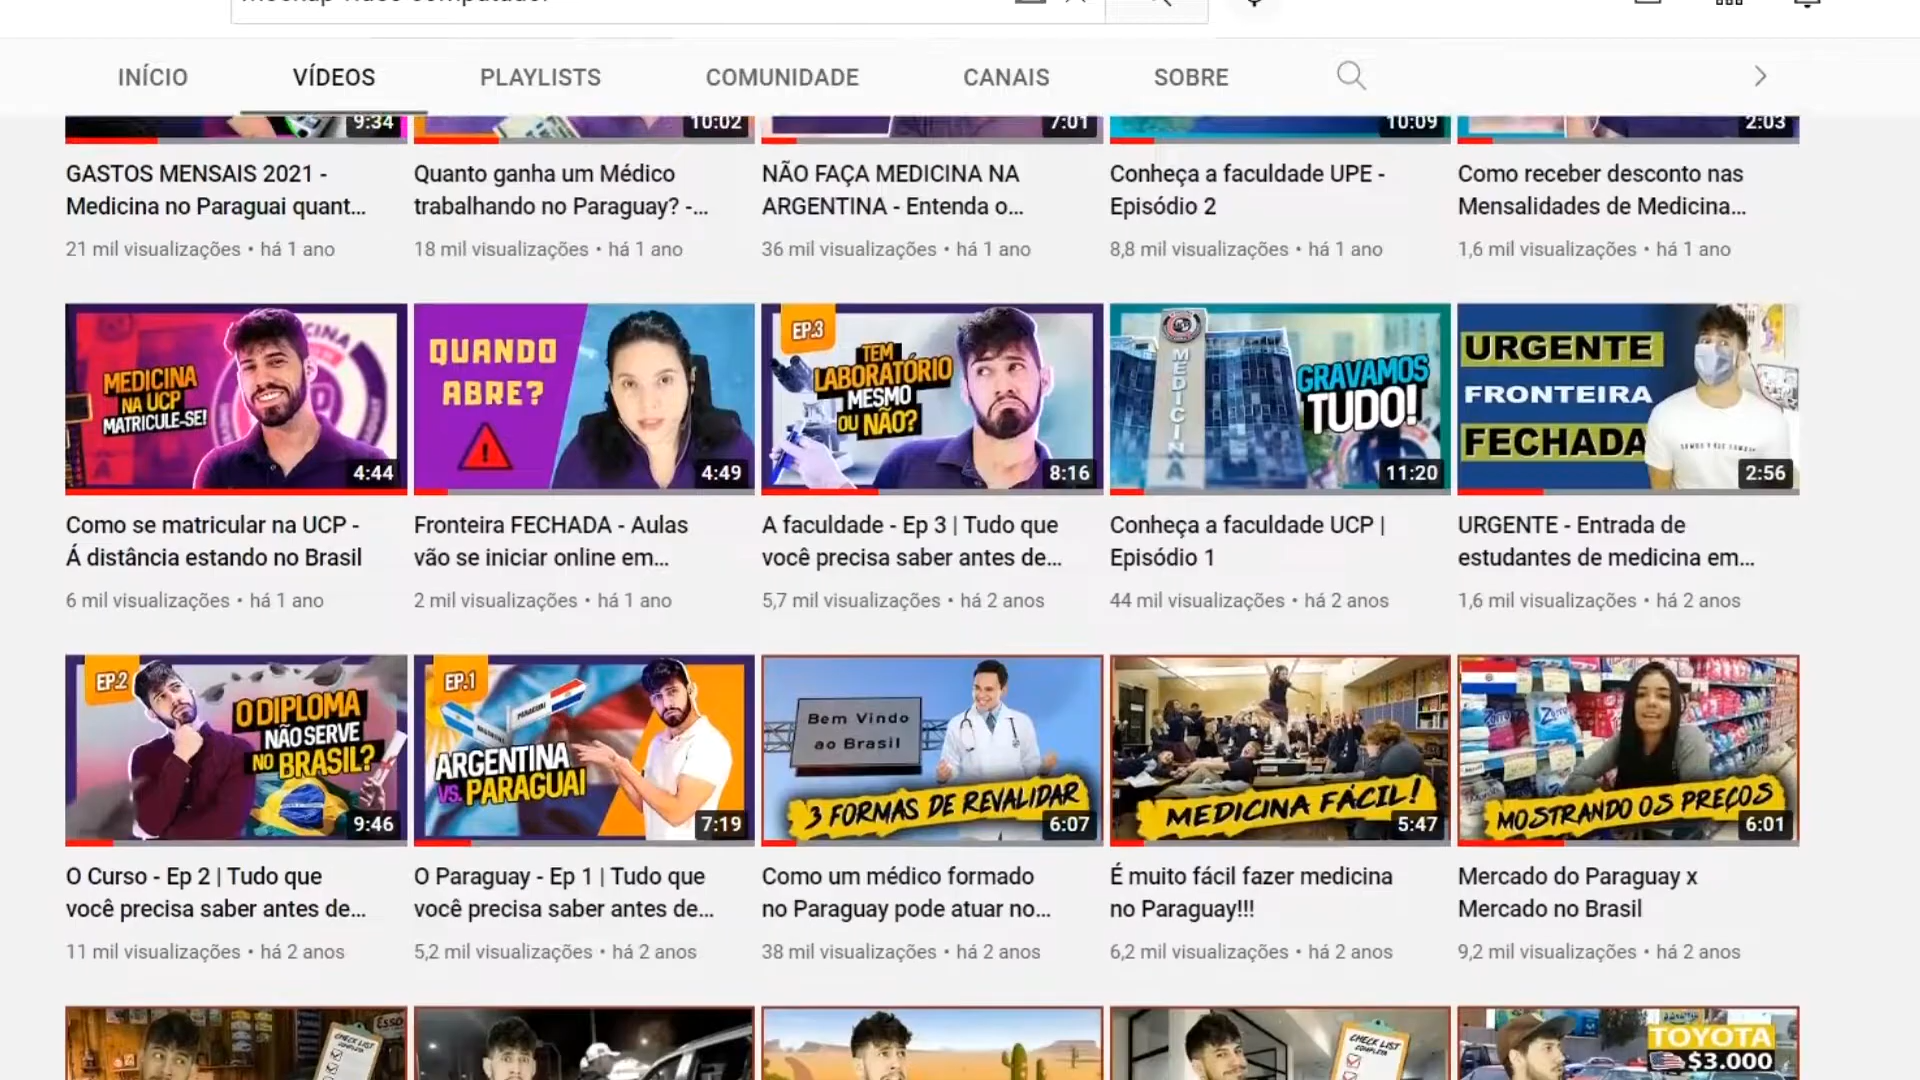 INÍCIO VÍDEOS PLAYLISTS COMUNIDADE CANAIS SOBRE
9:34 10:02 7:01 10:09 2:03
GASTOS MENSAIS 2021 -
Medicina no Paraguai quant...
21 mil visualizações • há 1 ano
Quanto ganha um Médico
trabalhando no Paraguay? -...
18 mil visualizações • há 1 ano
NÃO FAÇA MEDICINA NA
ARGENTINA - Entenda o...
36 mil visualizações • há 1 ano
Conheça a faculdade UPE -
Episódio 2
8,8 mil visualizações • há 1 ano
Como receber desconto nas
Mensalidades de Medicina...
1,6 mil visualizações • há 1 ano
MEDICINA
NA UCP
MATRICULE-SE!
4:44
Como se matricular na UCP -
Á distância estando no Brasil
6 mil visualizações • há 1 ano
QUANDO
ABRE?
4:49
Fronteira FECHADA - Aulas
vão se iniciar online em...
2 mil visualizações • há 1 ano
EP.3
TEM
LABORATÓRIO
MESMO
OU NÃO?
8:16
A faculdade - Ep 3 | Tudo que
você precisa saber antes de...
5,7 mil visualizações • há 2 anos
MEDICINA
GRAVAMOS
TUDO!
11:20
Conheça a faculdade UCP |
Episódio 1
44 mil visualizações • há 2 anos
URGENTE
FRONTEIRA
FECHADA
2:56
URGENTE - Entrada de
estudantes de medicina em...
1,6 mil visualizações • há 2 anos
EP.2
O DIPLOMA
NÃO SERVE
NO BRASIL?
9:46
O Curso - Ep 2 | Tudo que
você precisa saber antes de...
11 mil visualizações • há 2 anos
EP.1
PARAGUAI
ARGENTINA
ARGENTINA
VS. PARAGUAI
7:19
O Paraguay - Ep 1 | Tudo que
você precisa saber antes de...
5,2 mil visualizações • há 2 anos
Bem Vindo
ao Brasil
3 FORMAS DE REVALIDAR
6:07
Como um médico formado
no Paraguay pode atuar no...
38 mil visualizações • há 2 anos
MEDICINA FÁCIL!
5:47
É muito fácil fazer medicina
no Paraguay!!!
6,2 mil visualizações • há 2 anos
MOSTRANDO OS PREÇOS
6:01
Mercado do Paraguay x
Mercado no Brasil
9,2 mil visualizações • há 2 anos
ESSO
CHECK LIST
COMPLETA
CHECK LIST
COMPLETA
TOYOTA
$3.000